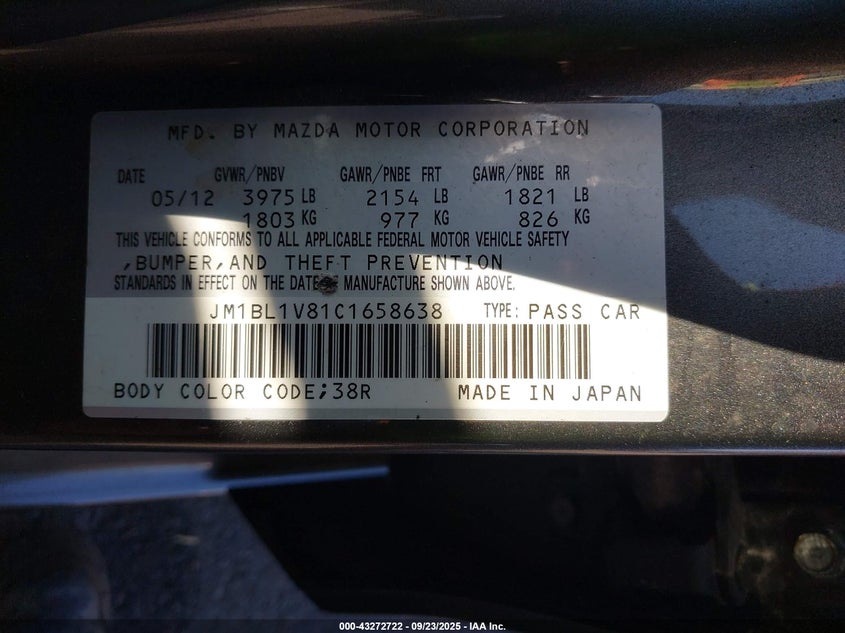 MFD. BY MAZDA MOTOR CORPORATION
DATE GVWR/PNBV GAWR/PNBE FRT GAWR/PNBE RR
05/12 3975 LB 2154 LB 1821 LB
1803 KG 977 KG 826 KG
THIS VEHICLE CONFORMS TO ALL APPLICABLE FEDERAL MOTOR VEHICLE SAFETY
,BUMPER,AND THEFT PREVENTION
STANDARDS IN EFFECT ON THE DATE MANUFACTURE SHOWN ABOVE.
JM1BL1V81C1658638 TYPE: PASS CAR
BODY COLOR CODE;38R MADE IN JAPAN
000-43272722 - 09/23/2025 - IAA Inc.